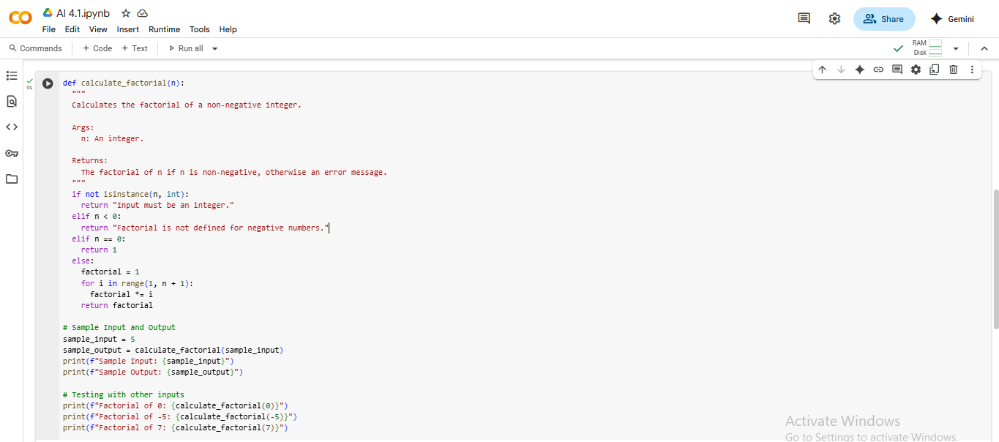 CO AI 4.1.ipynb
File Edit View Insert Runtime Tools Help
Share
Gemini
Commands + Code + Text Run all
RAM
Disk
0s
def calculate_factorial(n):
"""
Calculates the factorial of a non-negative integer.
Args:
n: An integer.
Returns:
The factorial of n if n is non-negative, otherwise an error message.
"""
if not isinstance(n, int):
return "Input must be an integer."
elif n < 0:
return "Factorial is not defined for negative numbers."
elif n == 0:
return 1
else:
factorial = 1
for i in range(1, n + 1):
factorial *= i
return factorial
# Sample Input and Output
sample_input = 5
sample_output = calculate_factorial(sample_input)
print(f"Sample Input: {sample_input}")
print(f"Sample Output: {sample_output}")
# Testing with other inputs
print(f"Factorial of 0: {calculate_factorial(0)}")
print(f"Factorial of -5: {calculate_factorial(-5)}")
print(f"Factorial of 7: {calculate_factorial(7)}")
Activate Windows
Go to Settings to activate Windows.